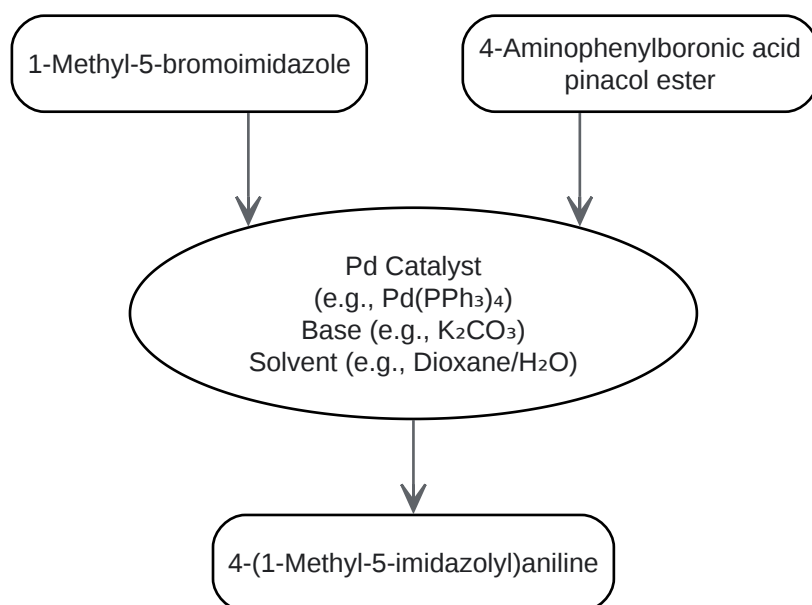 1-Methyl-5-bromoimidazole
4-Aminophenylboronic acid
pinacol ester
Pd Catalyst
(e.g., Pd(PPh₃)₄)
Base (e.g., K₂CO₃)
Solvent (e.g., Dioxane/H₂O)
4-(1-Methyl-5-imidazolyl)aniline